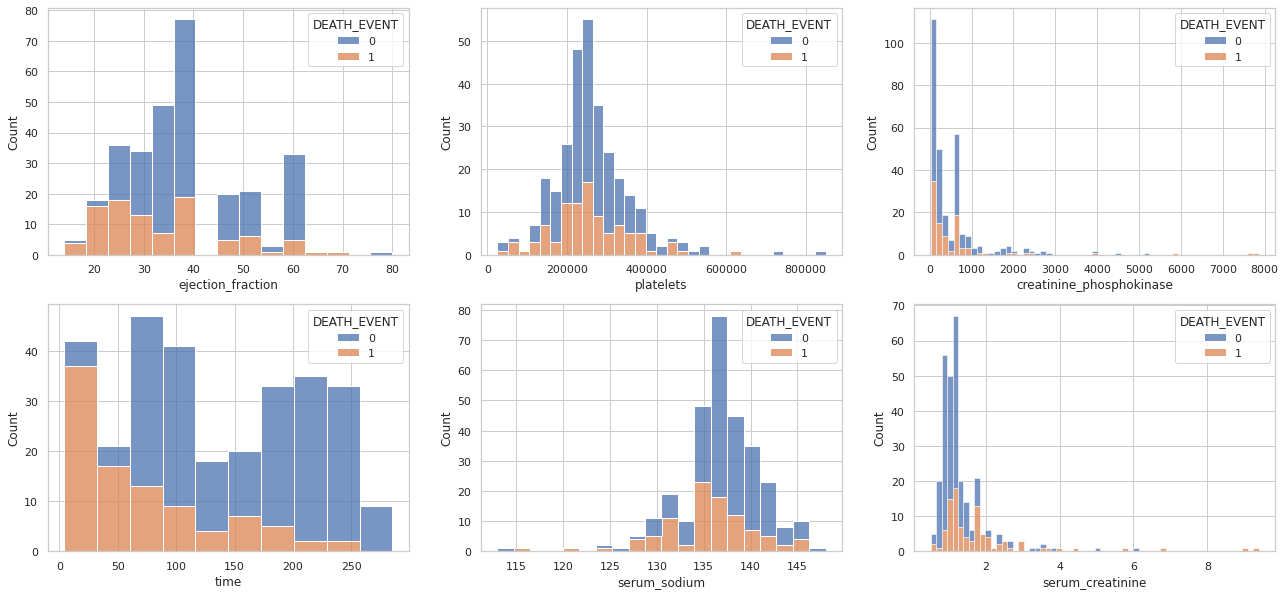 DEATH_EVENT
0
1
Count
80
70
60
50
40
30
20
10
0
20 30 40 50 60 70 80
ejection_fraction
DEATH_EVENT
0
1
Count
50
40
30
20
10
0
0 200000 400000 600000 800000
platelets
DEATH_EVENT
0
1
Count
100
80
60
40
20
0
0 1000 2000 3000 4000 5000 6000 7000 8000
creatinine_phosphokinase
DEATH_EVENT
0
1
Count
40
30
20
10
0
0 50 100 150 200 250
time
DEATH_EVENT
0
1
Count
80
70
60
50
40
30
20
10
0
115 120 125 130 135 140 145
serum_sodium
DEATH_EVENT
0
1
Count
70
60
50
40
30
20
10
0
2 4 6 8
serum_creatinine